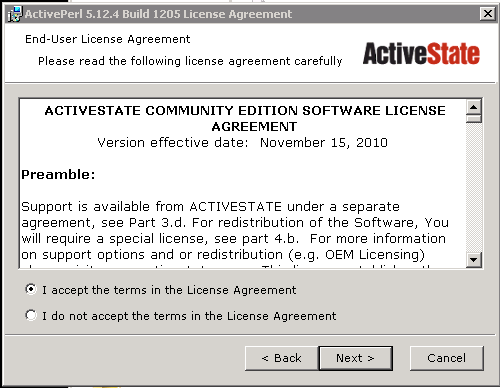 ActivePerl 5.12.4 Build 1205 License Agreement
End-User License Agreement
Please read the following license agreement carefully
ActiveState
ACTIVESTATE COMMUNITY EDITION SOFTWARE LICENSE
AGREEMENT
Version effective date:  November 15, 2010
Preamble:
Support is available from ACTIVESTATE under a separate
agreement, see Part 3.d. For redistribution of the Software, You
will require a special license, see part 4.b.  For more information
on support options and or redistribution (e.g. OEM Licensing)
I accept the terms in the License Agreement
I do not accept the terms in the License Agreement
< Back
Next >
Cancel